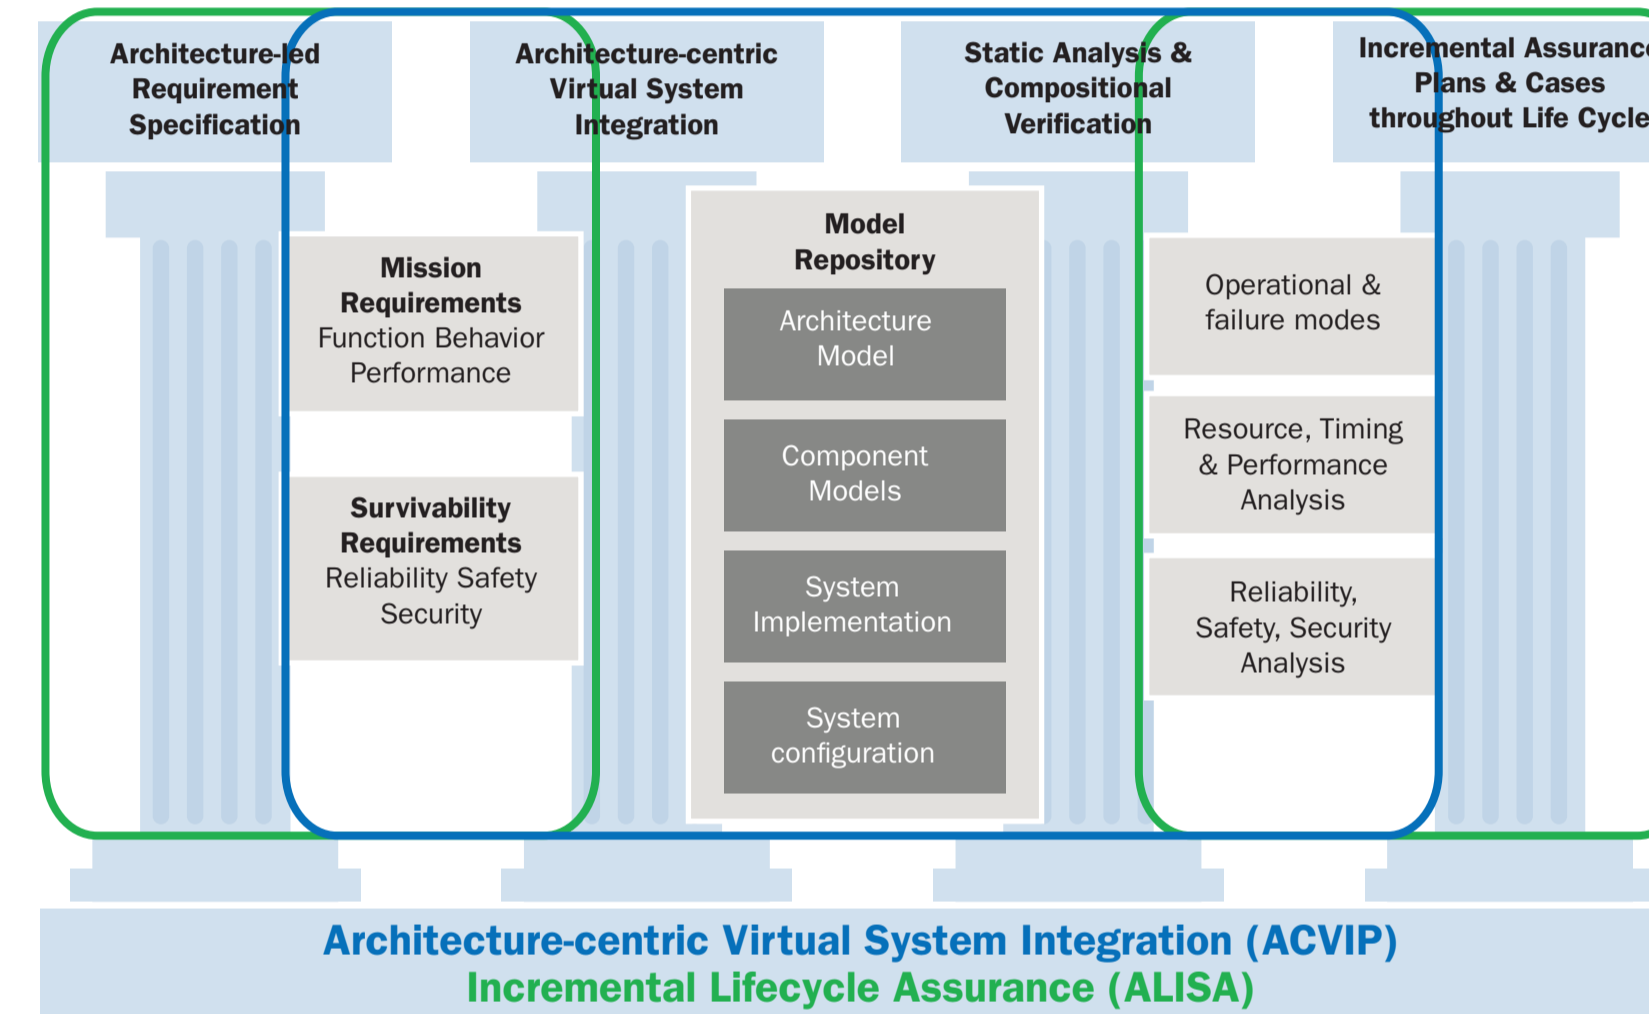 Architecture-led
Requirement
Specification
Architecture-centric
Virtual System
Integration
Static Analysis &
Compositional
Verification
Incremental Assurance
Plans & Cases
throughout Life Cycle
Mission
Requirements
Function Behavior
Performance
Survivability
Requirements
Reliability Safety
Security
Model
Repository
Architecture
Model
Component
Models
System
Implementation
System
configuration
Operational &
failure modes
Resource, Timing
& Performance
Analysis
Reliability,
Safety, Security
Analysis
Architecture-centric Virtual System Integration (ACVIP)
Incremental Lifecycle Assurance (ALISA)